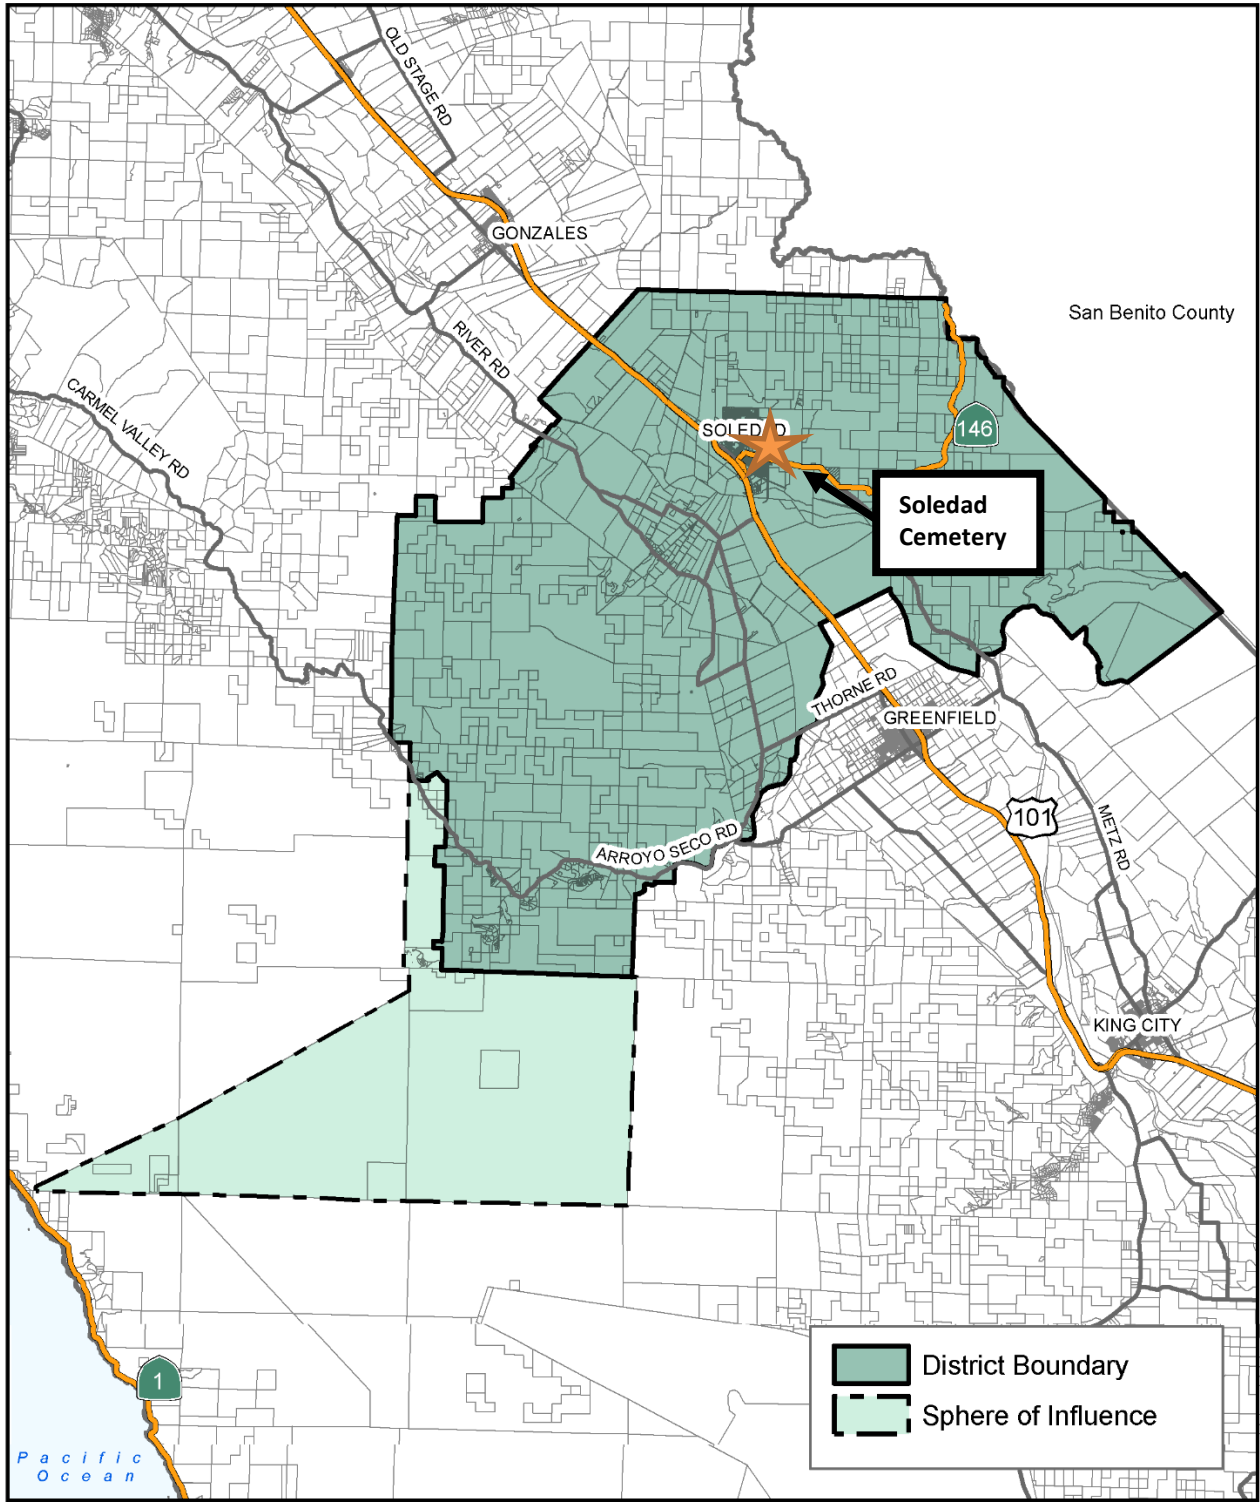 OLD STAGE RD
GONZALES
San Benito County
RIVER RD
CARMEL VALLEY RD
146
Soledad
Cemetery
THORNE RD
GREENFIELD
101
METZ RD
ARROYO SECO RD
KING CITY
District Boundary
1
Sphere of Influence
Pacific
Ocean